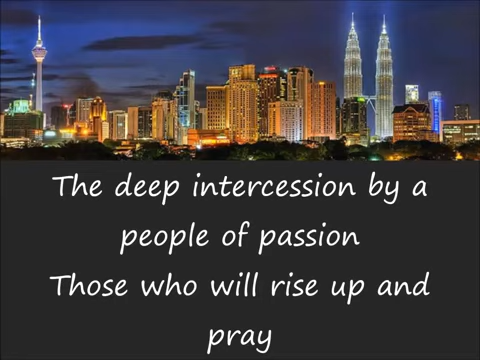 The deep intercession by a
people of passion
Those who will rise up and
pray